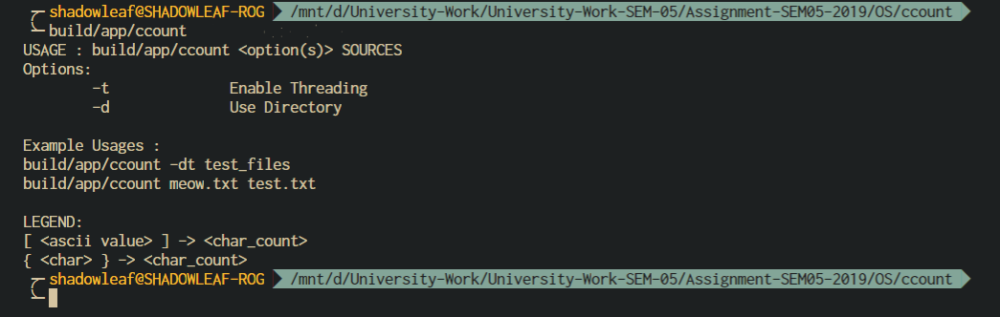 shadowleaf@SHADOWLEAF-ROG /mnt/d/University-Work/University-Work-SEM-05/Assignment-SEM05-2019/OS/ccount
build/app/ccount
USAGE : build/app/ccount <option(s)> SOURCES
Options:
-t Enable Threading
-d Use Directory
Example Usages :
build/app/ccount -dt test_files
build/app/ccount meow.txt test.txt
LEGEND:
[ <ascii value> ] -> <char_count>
{ <char> } -> <char_count>
shadowleaf@SHADOWLEAF-ROG /mnt/d/University-Work/University-Work-SEM-05/Assignment-SEM05-2019/OS/ccount